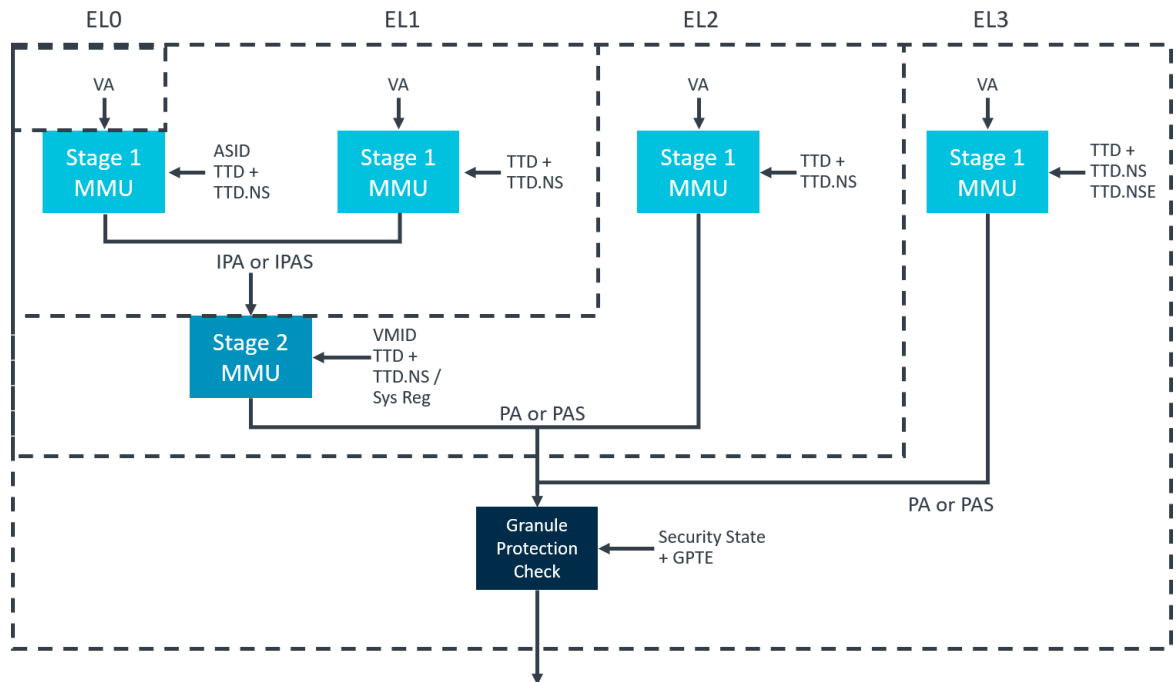 EL0
EL1
EL2
EL3
VA
VA
VA
VA
Stage 1
MMU
ASID
TTD +
TTD.NS
Stage 1
MMU
TTD +
TTD.NS
Stage 1
MMU
TTD +
TTD.NS
Stage 1
MMU
TTD +
TTD.NS
TTD.NSE
IPA or IPAS
Stage 2
MMU
VMID
TTD +
TTD.NS /
Sys Reg
PA or PAS
PA or PAS
Granule
Protection
Check
Security State
+ GPTE